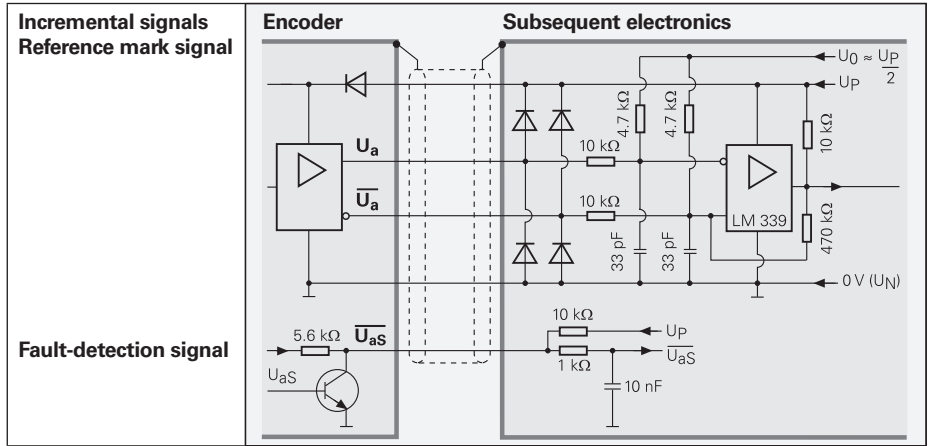 Incremental signals
Reference mark signal
Encoder
Subsequent electronics
U0 ≈ UP
2
UP
4.7 kΩ
4.7 kΩ
10 kΩ
Ua
10 kΩ
Ua
10 kΩ
LM 339
470 kΩ
33 pF
33 pF
0 V (UN)
Fault-detection signal
5.6 kΩ
UaS
10 kΩ
UP
1 kΩ
UaS
UaS
10 nF